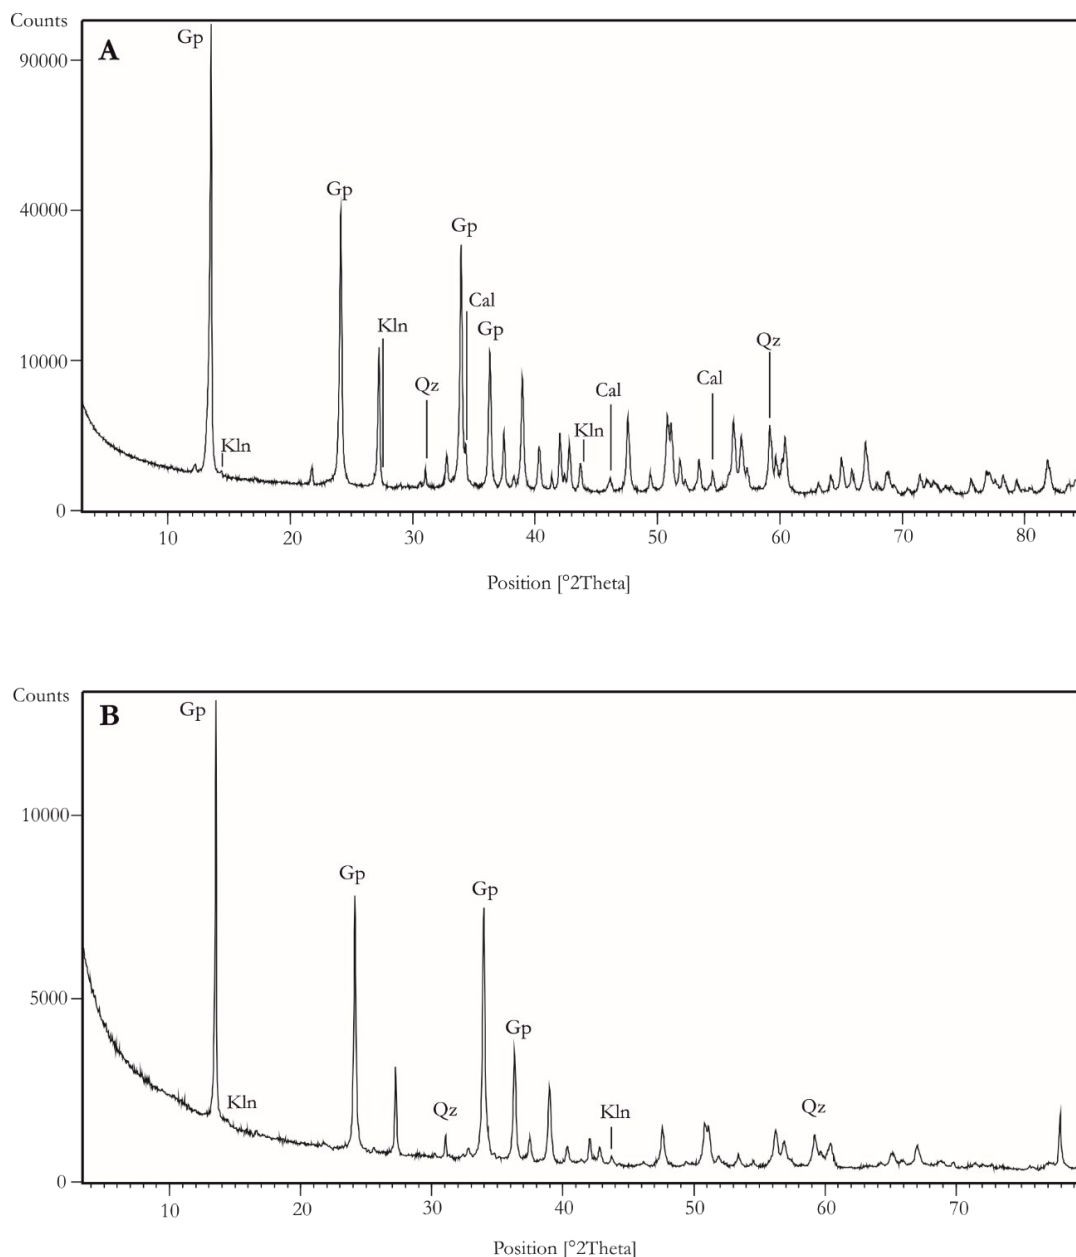 Counts
A
Gp
90000
Gp
40000
Gp
Cal
Kln
Gp
Qz
10000
Cal
Qz
Cal
Kln
Kln
0
10 20 30 40 50 60 70 80
Position [°2Theta]
Counts
B
Gp
10000
Gp
Gp
5000
Gp
Kln
Qz
Kln
Qz
0
10 20 30 40 50 60 70
Position [°2Theta]